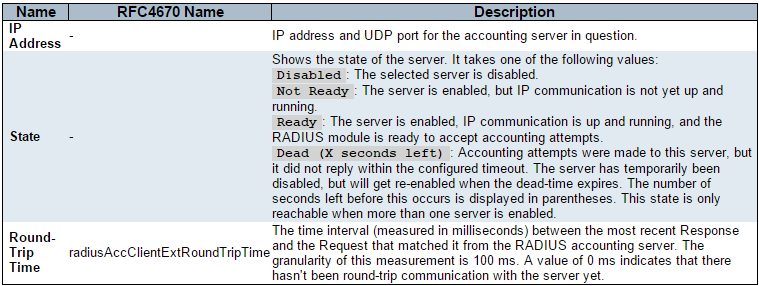 Name RFC4670 Name Description
IP Address - IP address and UDP port for the accounting server in question.
State - Shows the state of the server. It takes one of the following values:
Disabled : The selected server is disabled.
Not Ready : The server is enabled, but IP communication is not yet up and
running.
Ready : The server is enabled, IP communication is up and running, and the
RADIUS module is ready to accept accounting attempts.
Dead (X seconds left) : Accounting attempts were made to this server, but
it did not reply within the configured timeout. The server has temporarily been
disabled, but will get re-enabled when the dead-time expires. The number of
seconds left before this occurs is displayed in parentheses. This state is only
reachable when more than one server is enabled.
Round-
Trip
Time
radiusAccClientExtRoundTripTime
The time interval (measured in milliseconds) between the most recent Response
and the Request that matched it from the RADIUS accounting server. The
granularity of this measurement is 100 ms. A value of 0 ms indicates that there
hasn't been round-trip communication with the server yet.